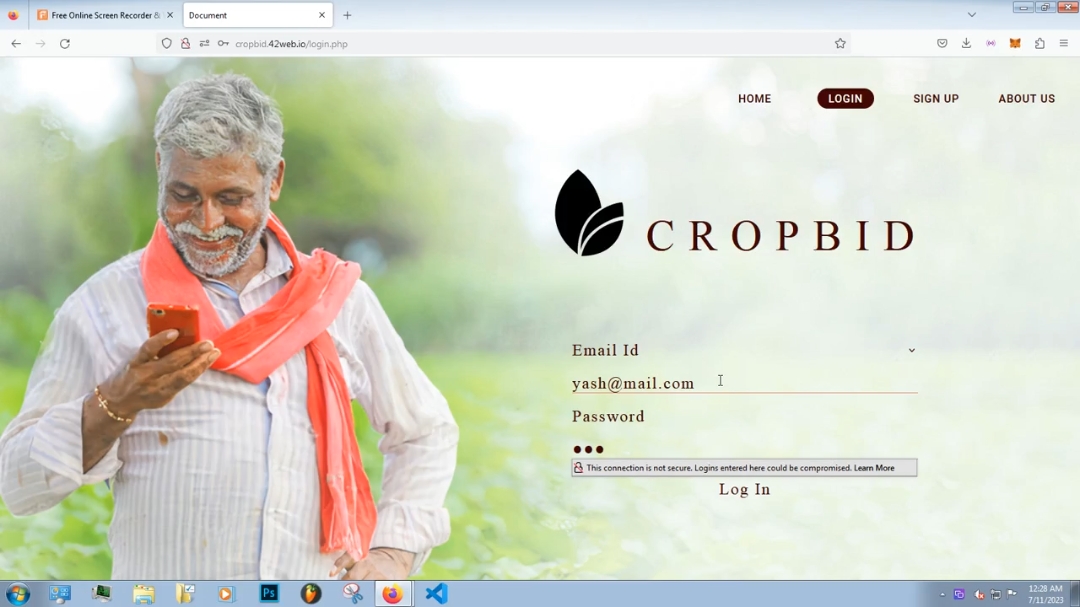 Free Online Screen Recorder &
Document
cropbid.42web.io/login.php
HOME
LOGIN
SIGN UP
ABOUT US
CROPBID
Email Id
yash@mail.com
Password
This connection is not secure. Logins entered here could be compromised. Learn More
Log In
Ps
12:28 AM
7/11/2023